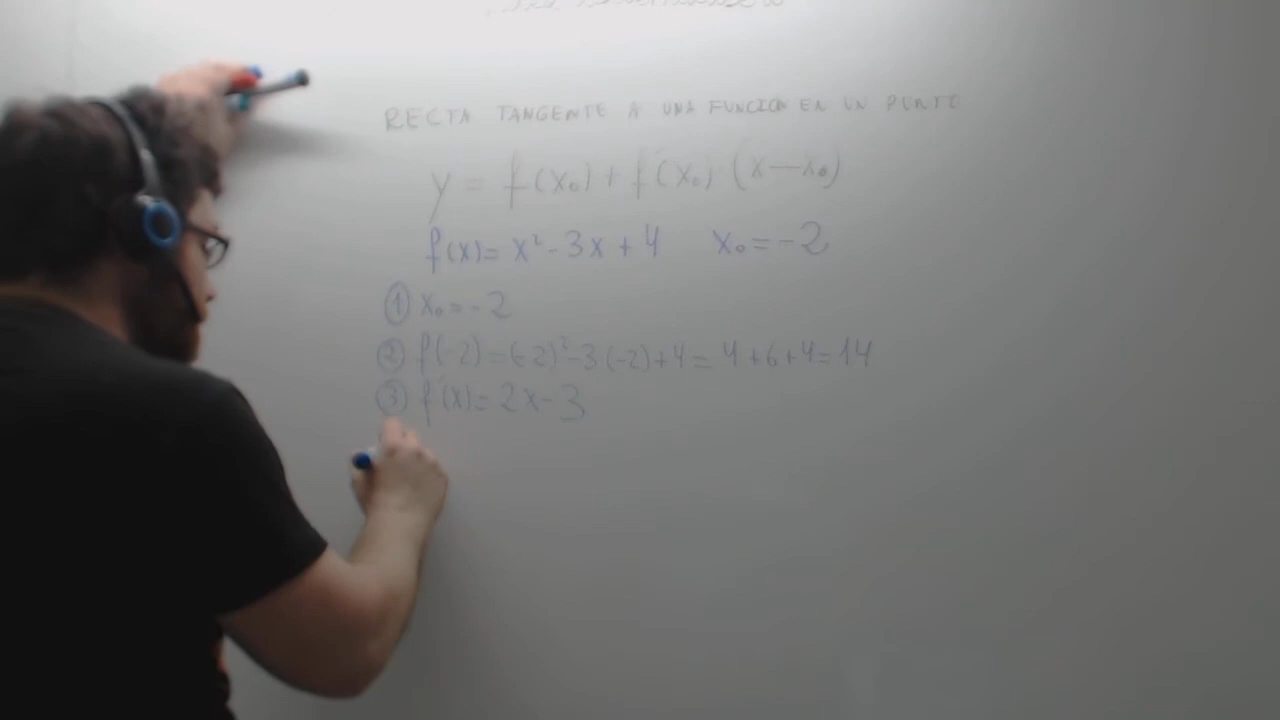 RECTA TANGENTE A UNA FUNCION EN UN PUNTO
y = f(x₀) + f'(x₀) (x - x₀)
f(x) = x² - 3x + 4 x₀ = -2
① x₀ = -2
② f(-2) = (-2)² - 3(-2) + 4 = 4 + 6 + 4 = 14
③ f'(x) = 2x - 3